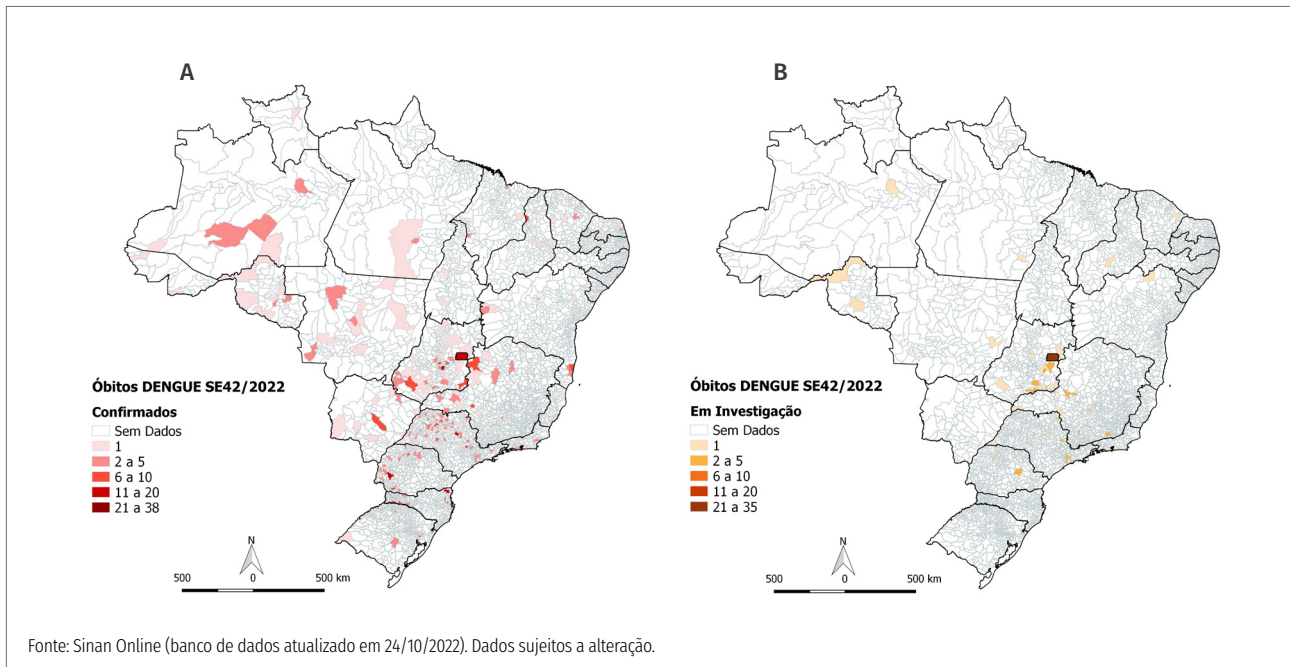 A
Óbitos DENGUE SE42/2022
Confirmados
Sem Dados
1
2 a 5
6 a 10
11 a 20
21 a 38
N
500 0 500 km
B
Óbitos DENGUE SE42/2022
Em Investigação
Sem Dados
1
2 a 5
6 a 10
11 a 20
21 a 35
N
500 0 500 km
Fonte: Sinan Online (banco de dados atualizado em 24/10/2022). Dados sujeitos a alteração.